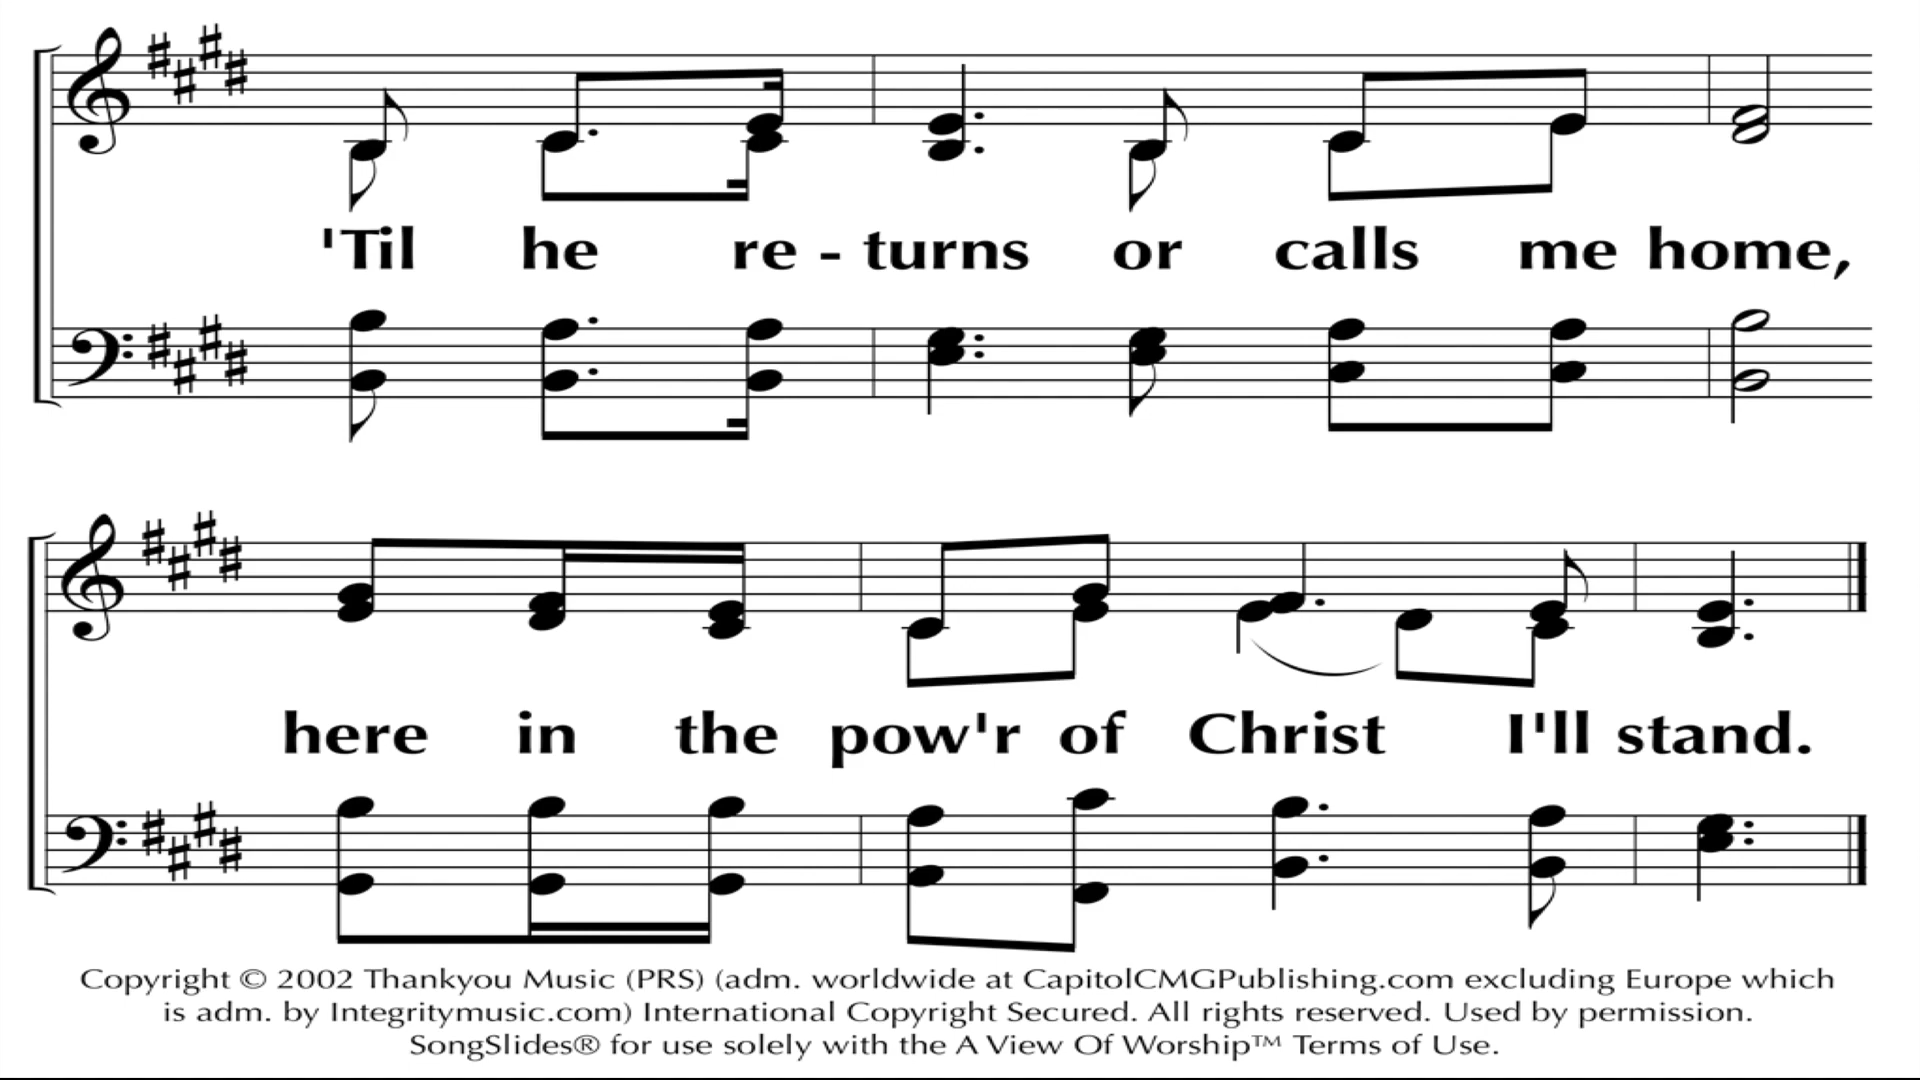 'Til he re - turns or calls me home,
here in the pow'r of Christ I'll stand.
Copyright © 2002 Thankyou Music (PRS) (adm. worldwide at CapitolCMGPublishing.com excluding Europe which
is adm. by Integritymusic.com) International Copyright Secured. All rights reserved. Used by permission.
SongSlides® for use solely with the A View Of Worship™ Terms of Use.